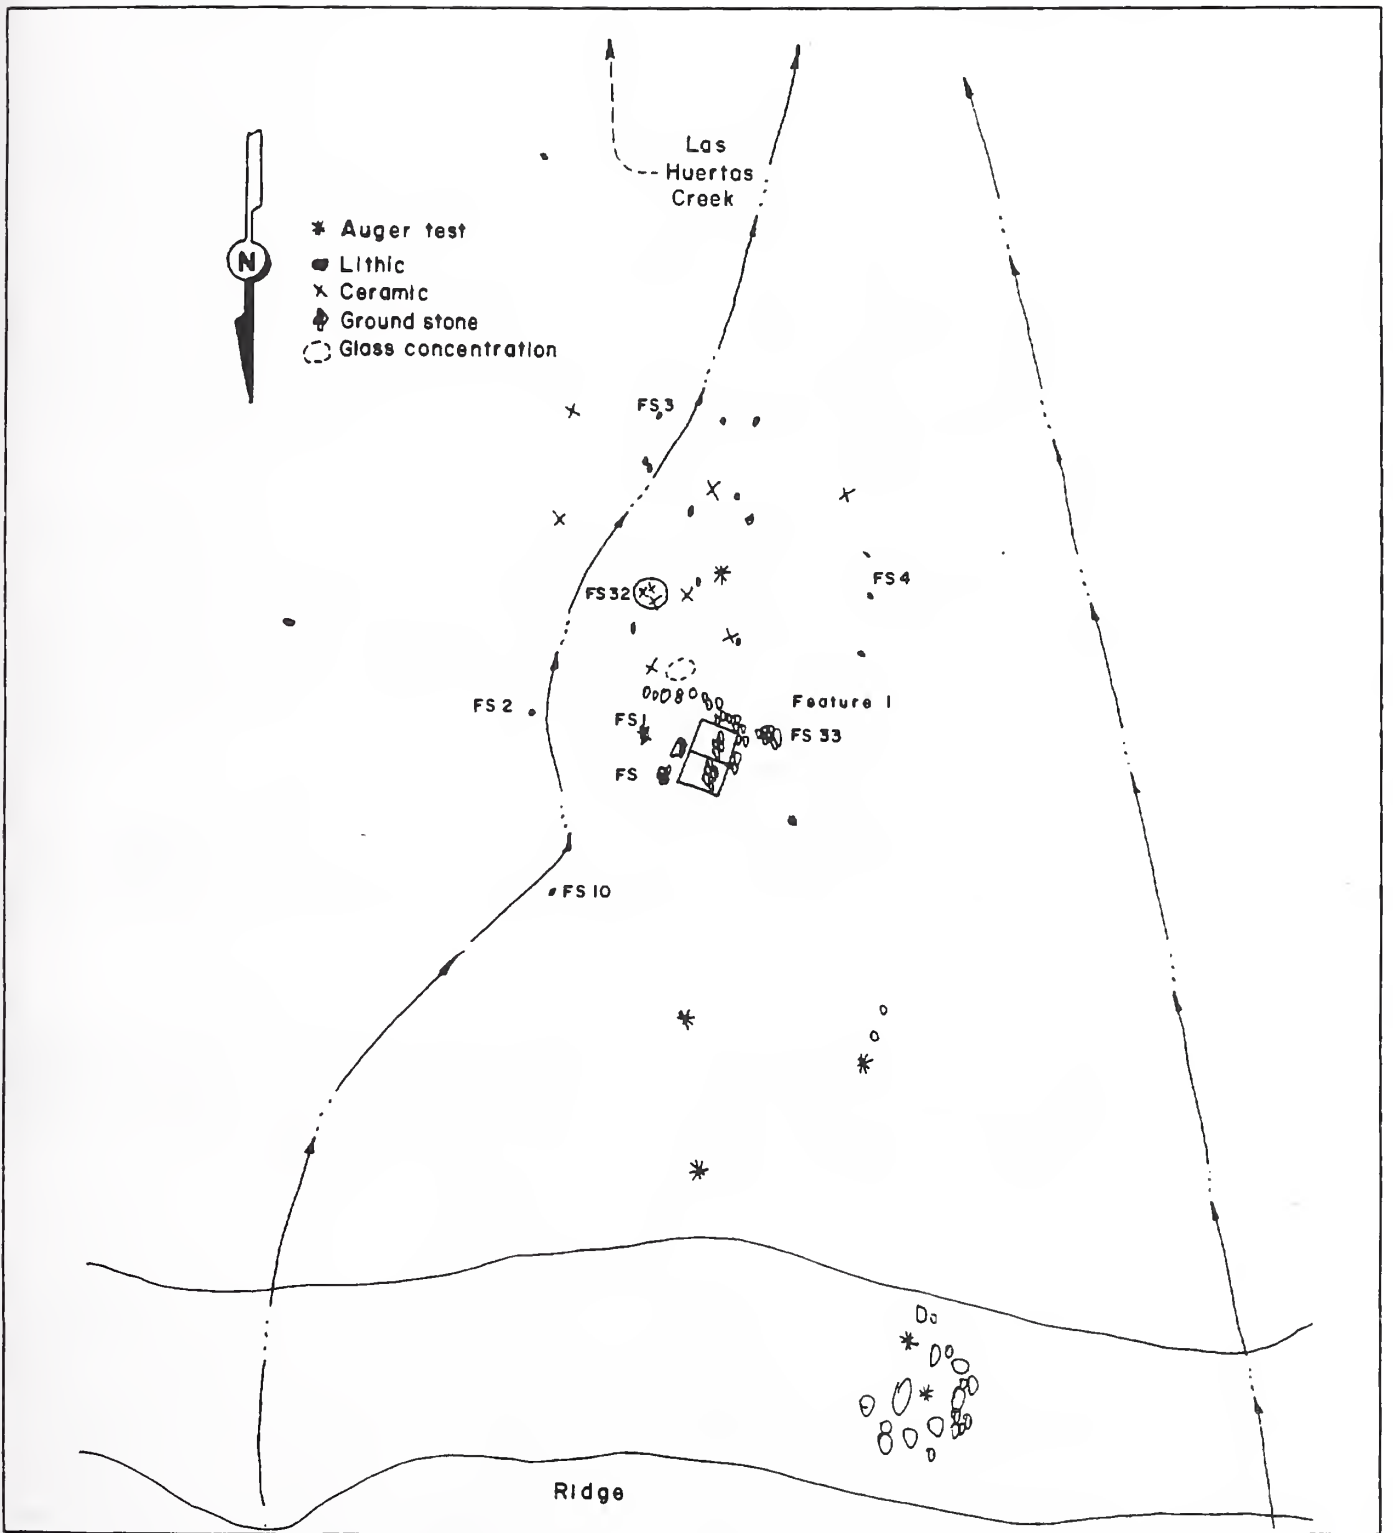 Las
Huertas
Creek
N
Auger test
Lithic
Ceramic
Ground stone
Glass concentration
FS 3
FS 4
FS 32
FS 2
Feature 1
FS 1
FS 33
FS
FS 10
Ridge